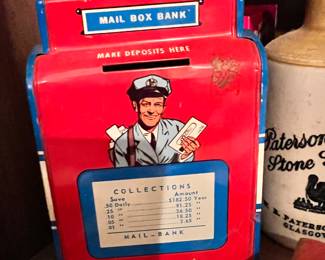 MAIL BOX BANK
MAKE DEPOSITS HERE
COLLECTIONS
Save Amount
.50 Daily $182.50 Year
.25 " 91.25 "
.10 " 36.50 "
.05 " 18.25 "
.01 " 3.65 "
MAIL-BANK
Paterson
Stone
PATERSO
GLASGOW